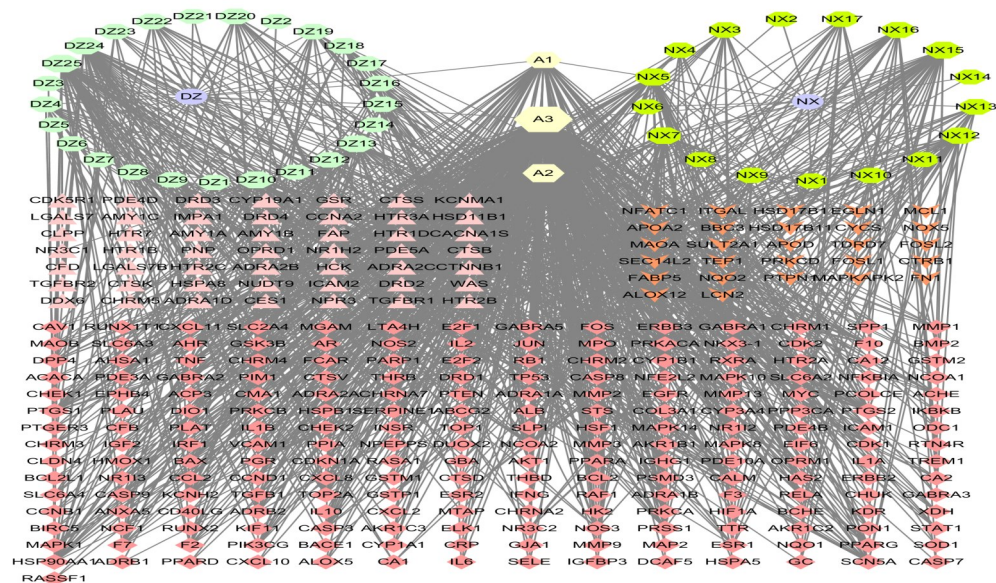 DZ21 DZ20 DZ2 NX2 NX17
DZ22 DZ19 NX3 NX16
DZ23 DZ18 NX4 NX15
DZ24 DZ17 A1 NX5 NX14
DZ25 DZ16 NX6 NX13
DZ3 DZ DZ15 NX
DZ4 DZ14 A3 NX7 NX12
DZ5 DZ13 NX8 NX11
DZ6 DZ12 A2 NX9 NX1 NX10
DZ7 DZ8 DZ9 DZ1 DZ10 DZ11
CDK5R1 PDE4D DRD3 CYP19A1 GSR CTSS KCNMA1
LGALS7 AMY1C IMPA1 DRD4 CCNA2 HTR3A HSD11B1
CLPP HTR7 AMY1A AMY1B FAP HTR1D CACNA1S
NR3C1 HTR1B PNP OPRD1 NR1H2 PDE5A CTSB
CFD LGALS7B HTR2C ADRA2B HCK ADRA2C CTNNB1
TGFBR2 CTSK HSPA8 NUDT9 ICAM2 DRD2 WAS
DDX6 CHRM5 ADRA1D CES1 NPR3 TGFBR1 HTR2B
NFATC1 ITGAL HSD17B1 EGLN1 MCL1
APOA2 BBC3 HSD17B11 CYCS NOX5
MAOA SULT2A1 APOD TDRD7 FOSL2
SEC14L2 TEP1 PRKCD FOSL1 CTRB1
FABP5 NQO2 PTPN1 MAPKAPK2 FN1
ALOX12 LCN2
CAV1 RUNX1T1 CXCL11 SLC2A4 MGAM LTA4H E2F1 GABRA5 FOS ERBB3 GABRA1 CHRM1 SPP1 MMP1
MAOB SLC6A3 AHR GSK3B AR NOS2 IL2 JUN MPO PRKACA NKX3-1 CDK2 F10 BMP2
DPP4 AHSA1 TNF CHRM4 FCAR PARP1 E2F2 RB1 CHRM2 CYP1B1 RXRA HTR2A CA12 GSTM2
ACACA PDE3A GABRA2 PIM1 CTSV THRB DRD1 TP53 CASP8 NFE2L2 MAPK10 SLC6A2 NFKBIA NCOA1
CHEK1 EPHB4 ACP3 CMA1 ADRA2A CHRNA7 PTEN ADRA1A MMP2 EGFR MMP13 MYC PCOLCE ACHE
PTGS1 PLAU DIO1 PRKCB HSPB1 SERPINE1 ABCG2 ALB STS COL3A1 CYP3A4 PPP3CA PTGS2 IKBKB
PTGER3 CFB PLAT IL1B CHEK2 INSR TOP1 SLPI HSF1 MAPK14 NR1I2 PDE4B ICAM1 ODC1
CHRM3 IGF2 IRF1 VCAM1 PPIA NPEPPS DUOX2 NCOA2 MMP3 AKR1B1 MAPK8 EIF6 CDK1 RTN4R
CLDN4 HMOX1 BAX PGR CDKN1A RASA1 GBA AKT1 PPARA IGHG1 PDE10A OPRM1 IL1A TREM1
BCL2L1 NR1I3 CCL2 CCND1 CXCL8 GSTM1 CTSD THBD BCL2 PSMD3 CALM HAS2 ERBB2 CA2
SLC6A4 CASP9 KCNH2 TGFB1 TOP2A GSTP1 ESR2 IFNG RAF1 ADRA1B F3 RELA CHUK GABRA3
CCNB1 ANXA5 CD40LG ADRB2 IL10 CXCL2 MTAP CHRNA2 HK2 PRKCA HIF1A BCHE KDR XDH
BIRC5 NCF1 RUNX2 KIF11 CASP3 AKR1C3 ELK1 NR3C2 NOS3 PRSS1 TTR AKR1C2 PON1 STAT1
MAPK1 F7 F2 PIK3CG BACE1 CYP1A1 CRP GJA1 MMP9 MAP2 ESR1 NQO1 PPARG SOD1
HSP90AA1 ADRB1 PPARD CXCL10 ALOX5 CA1 IL6 SELE IGFBP3 DCAF5 HSPA5 GC SCN5A CASP7
RASSF1